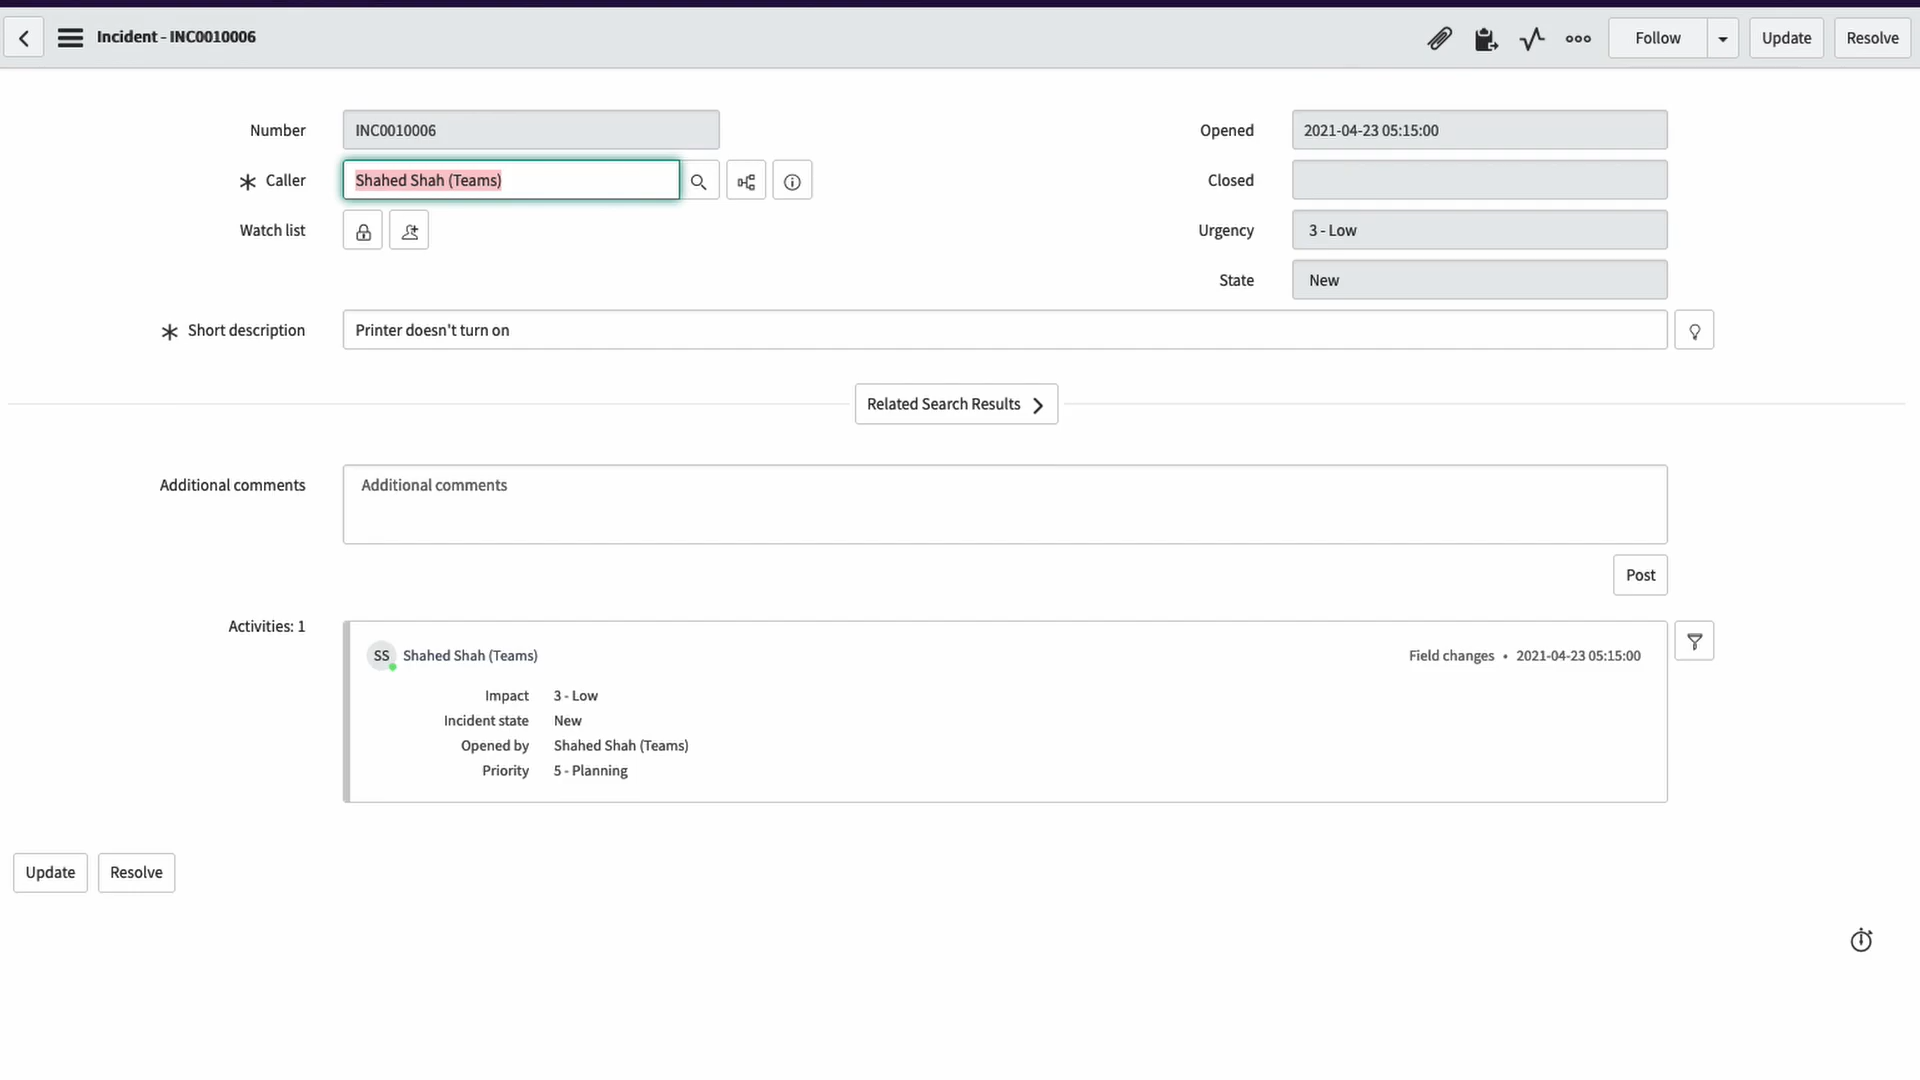 Incident - INC0010006
Follow
Update
Resolve
Number
INC0010006
Opened
2021-04-23 05:15:00
Caller
Shahed Shah (Teams)
Closed
Watch list
Urgency
3 - Low
State
New
Short description
Printer doesn't turn on
Related Search Results
Additional comments
Additional comments
Post
Activities: 1
SS
Shahed Shah (Teams)
Field changes • 2021-04-23 05:15:00
Impact 3 - Low
Incident state New
Opened by Shahed Shah (Teams)
Priority 5 - Planning
Update
Resolve